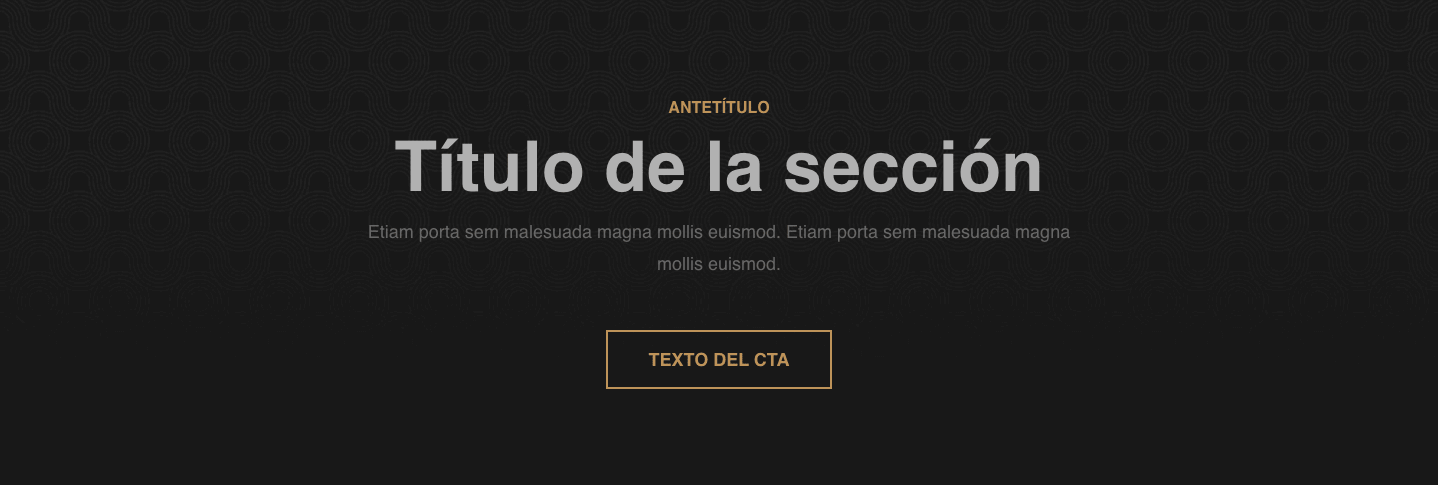 ANTETÍTULO
Título de la sección
Etiam porta sem malesuada magna mollis euismod. Etiam porta sem malesuada magna
mollis euismod.
TEXTO DEL CTA